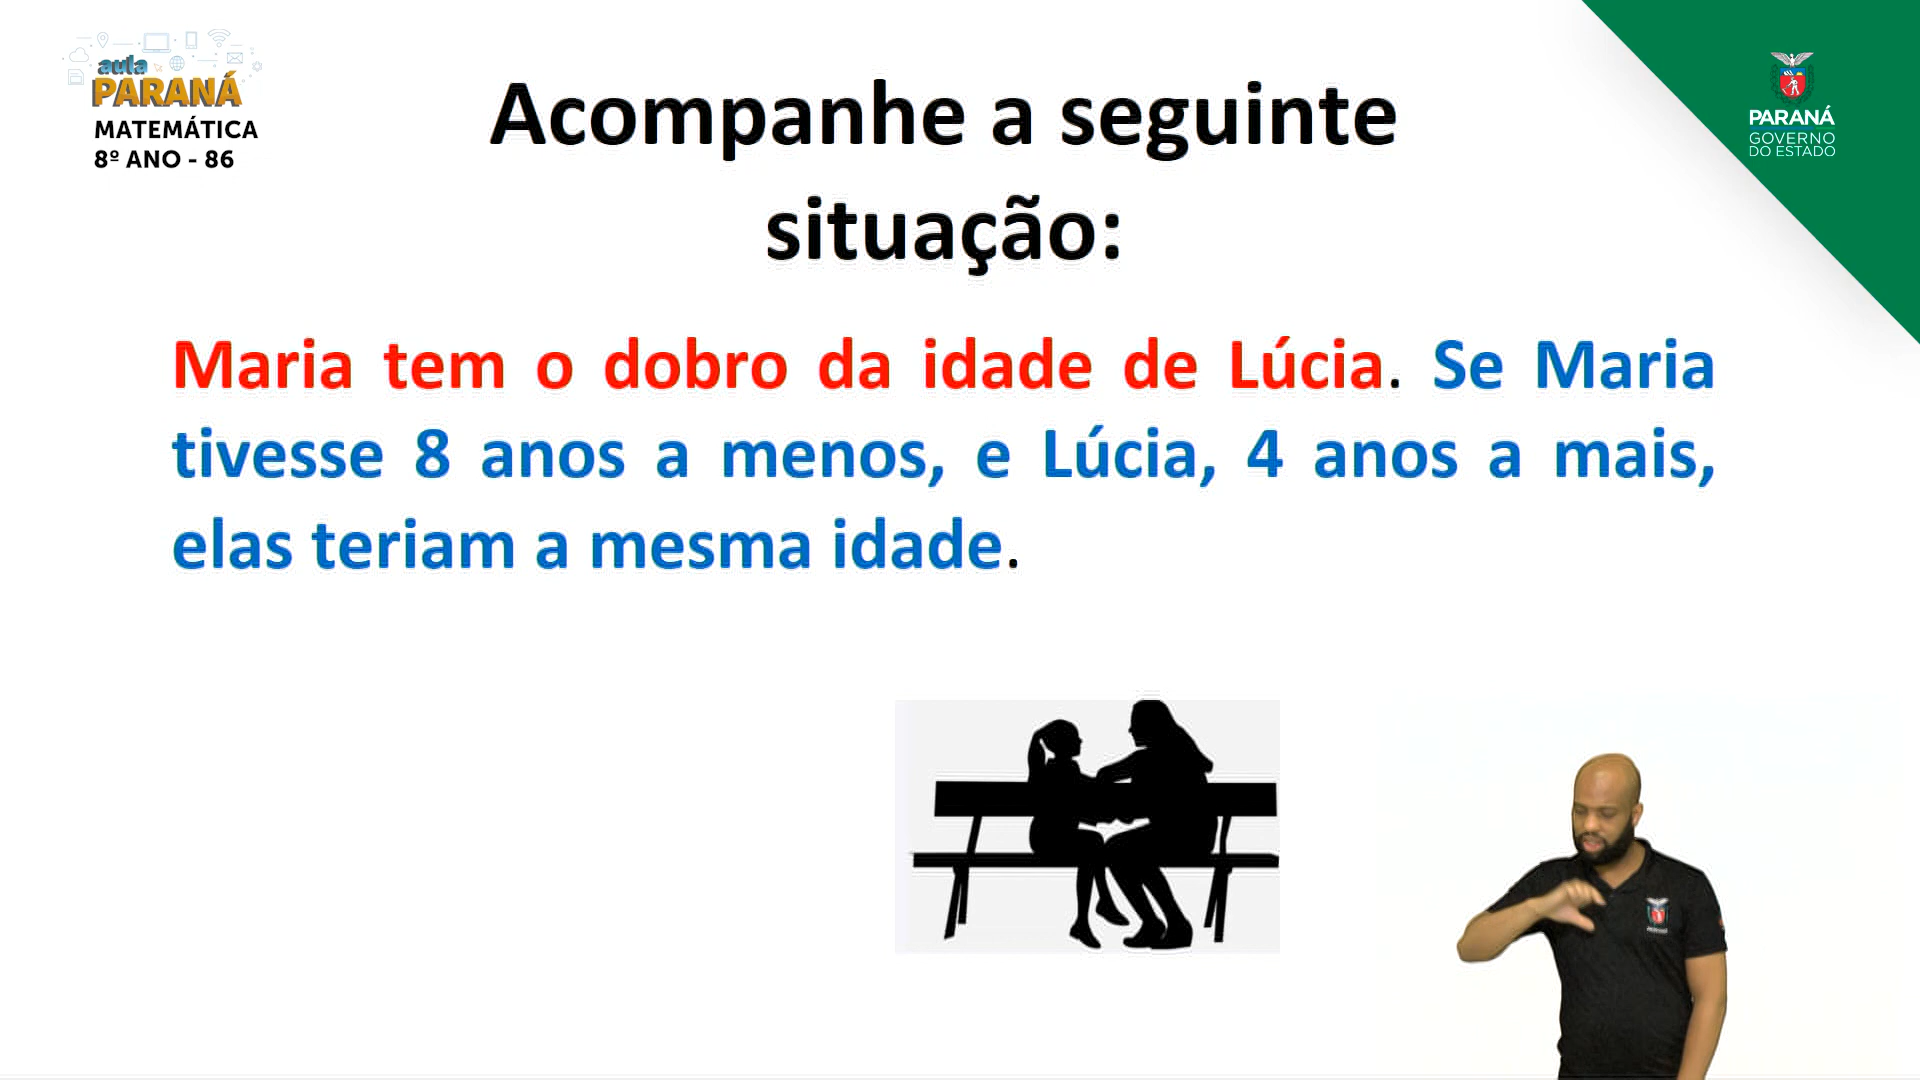 aula
PARANÁ
MATEMÁTICA
8º ANO - 86
PARANÁ
GOVERNO
DO ESTADO
Acompanhe a seguinte
situação:
Maria tem o dobro da idade de Lúcia. Se Maria
tivesse 8 anos a menos, e Lúcia, 4 anos a mais,
elas teriam a mesma idade.